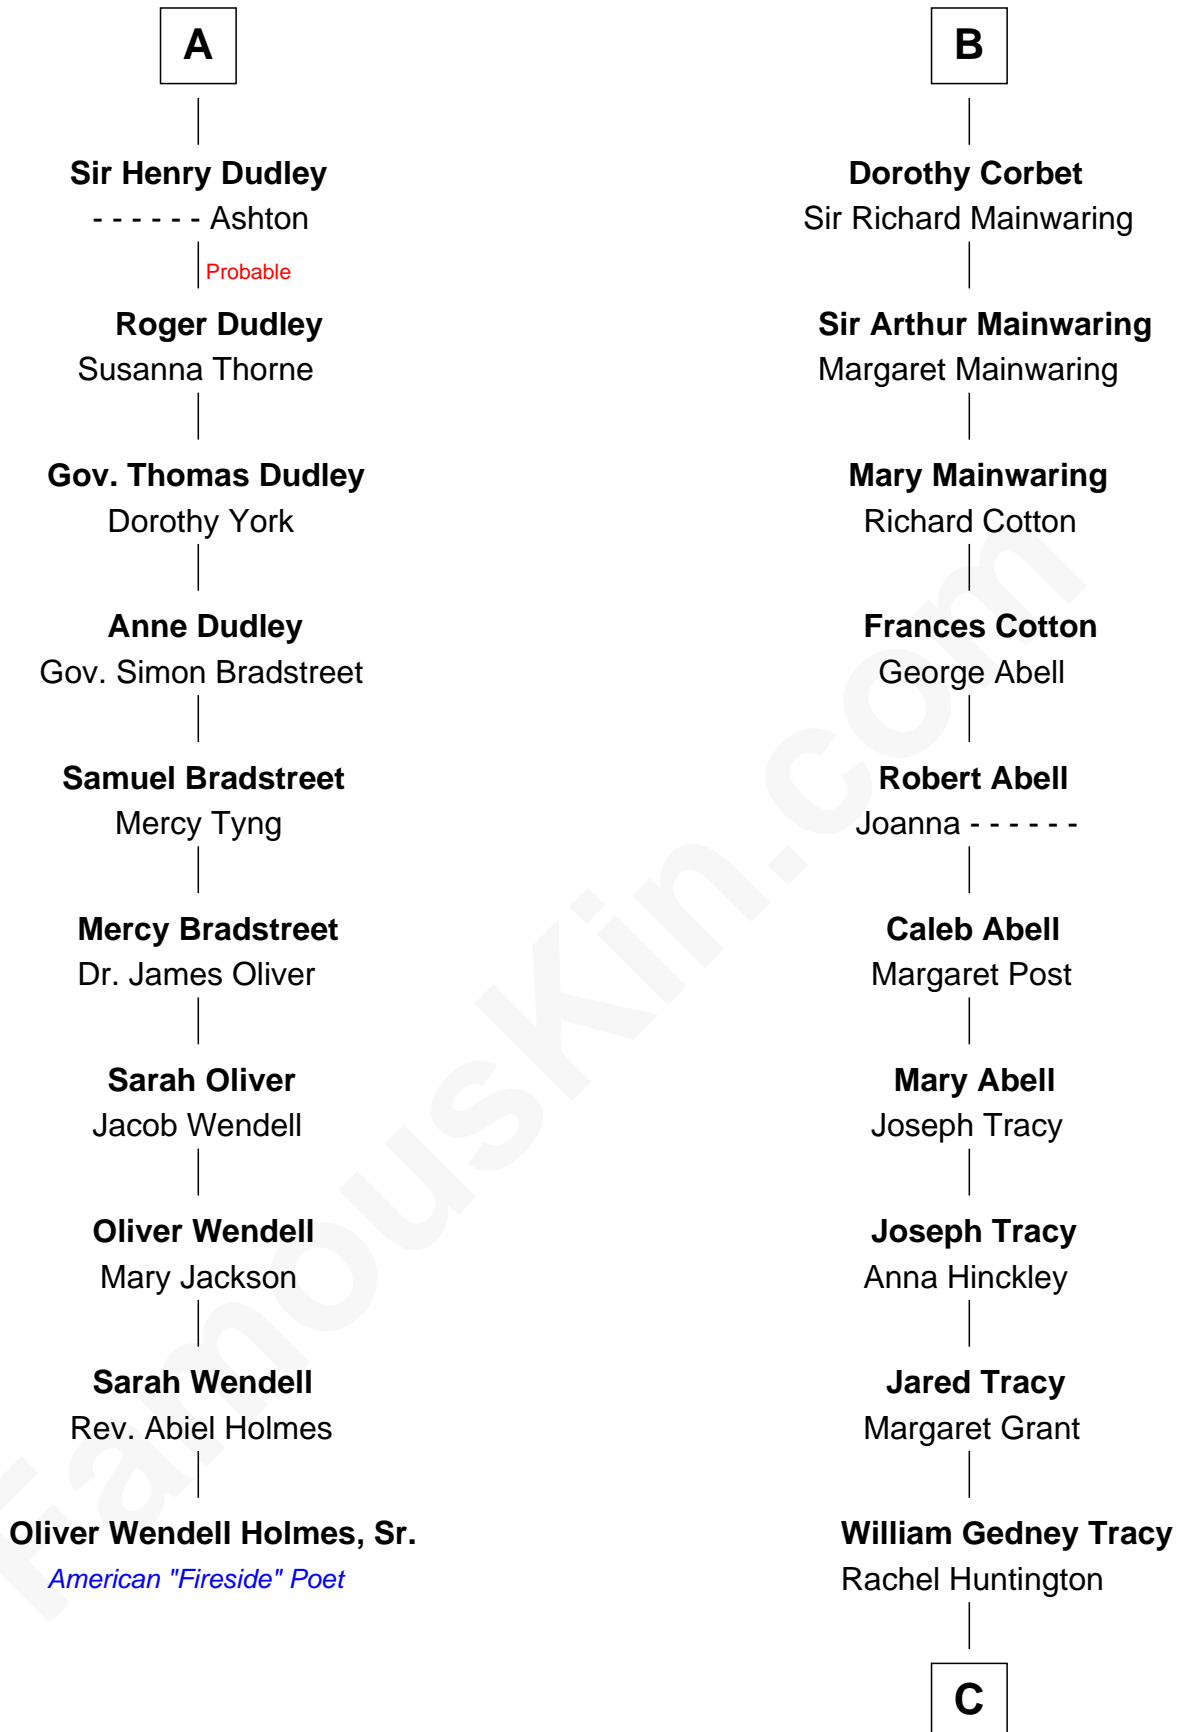 A
Sir Henry Dudley
- - - - - - Ashton
Probable
Roger Dudley
Susanna Thorne
Gov. Thomas Dudley
Dorothy York
Anne Dudley
Gov. Simon Bradstreet
Samuel Bradstreet
Mercy Tyng
Mercy Bradstreet
Dr. James Oliver
Sarah Oliver
Jacob Wendell
Oliver Wendell
Mary Jackson
Sarah Wendell
Rev. Abiel Holmes
Oliver Wendell Holmes, Sr.
American "Fireside" Poet
B
Dorothy Corbet
Sir Richard Mainwaring
Sir Arthur Mainwaring
Margaret Mainwaring
Mary Mainwaring
Richard Cotton
Frances Cotton
George Abell
Robert Abell
Joanna - - - - - -
Caleb Abell
Margaret Post
Mary Abell
Joseph Tracy
Joseph Tracy
Anna Hinckley
Jared Tracy
Margaret Grant
William Gedney Tracy
Rachel Huntington
C
FamousKin.com